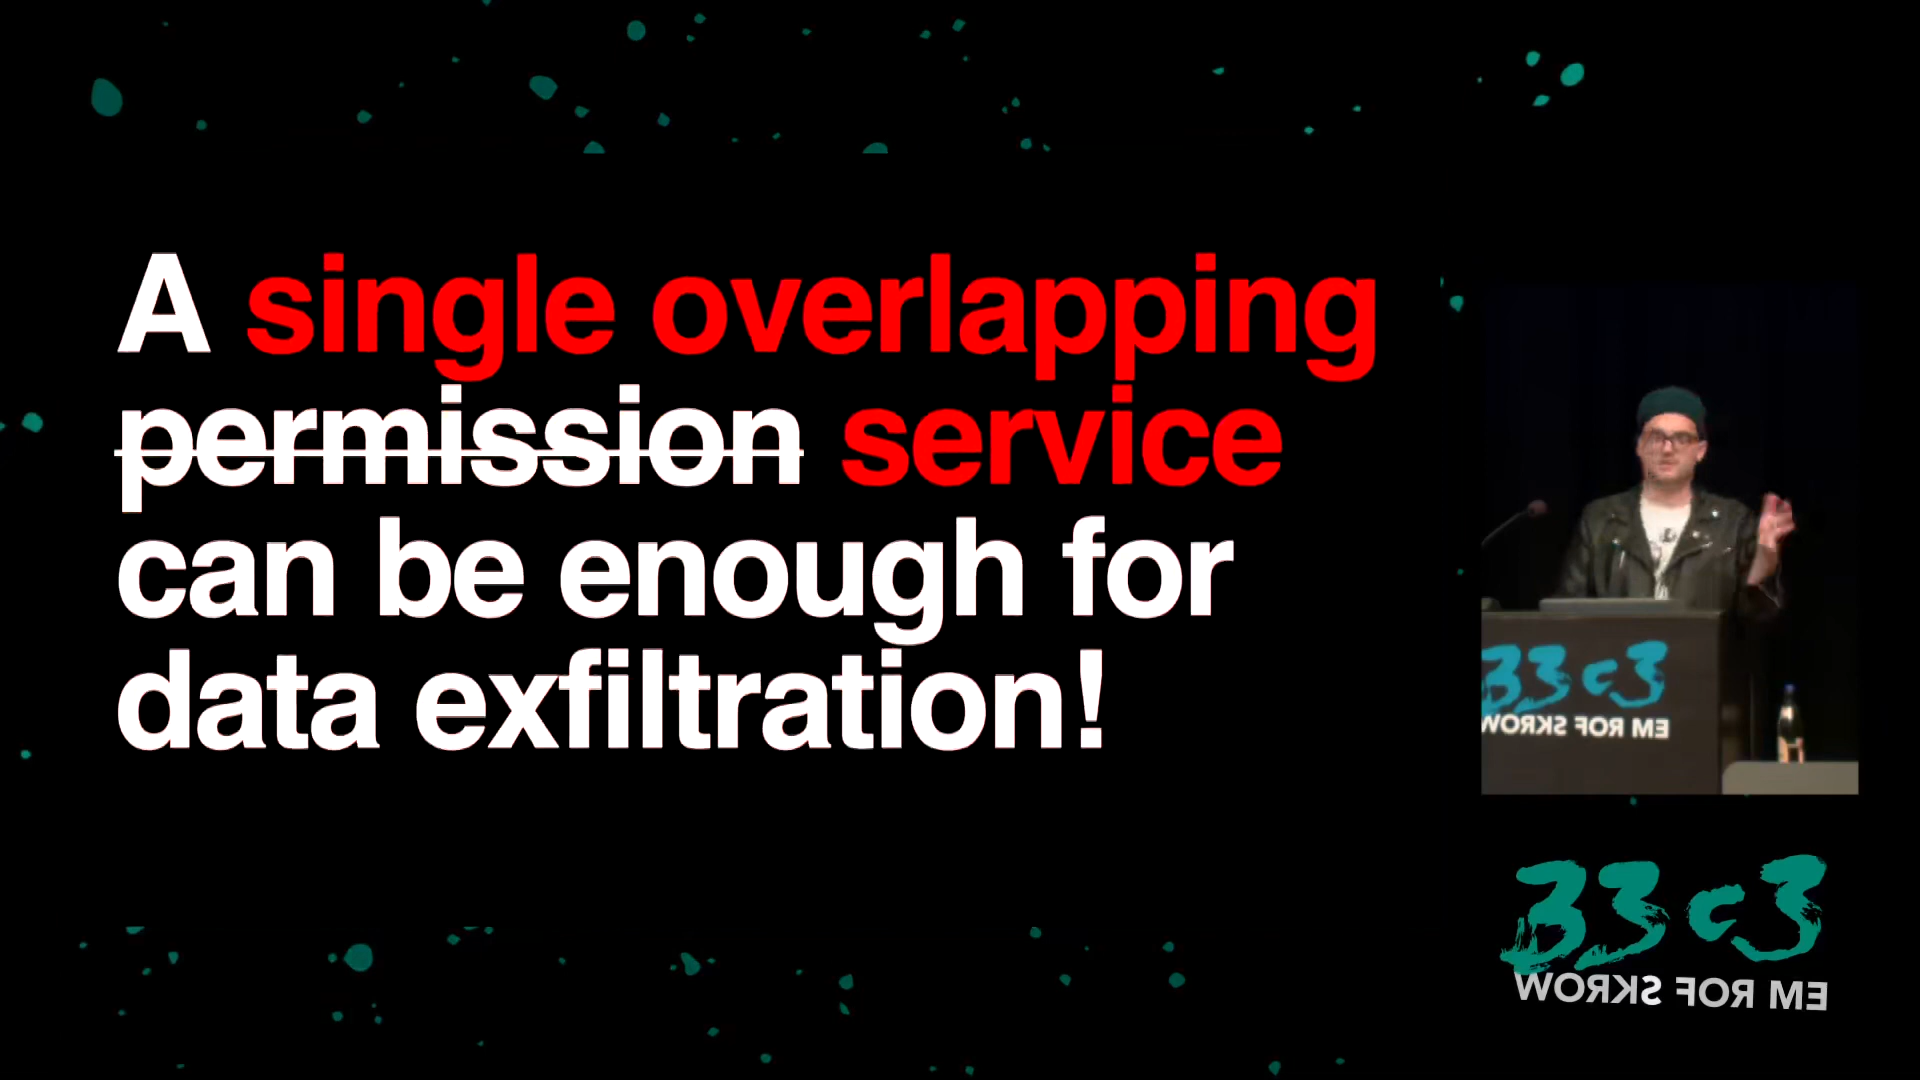 A single overlapping
permission service
can be enough for
data exfiltration!
33c3
WORKS FOR ME
33c3
WORKS FOR ME